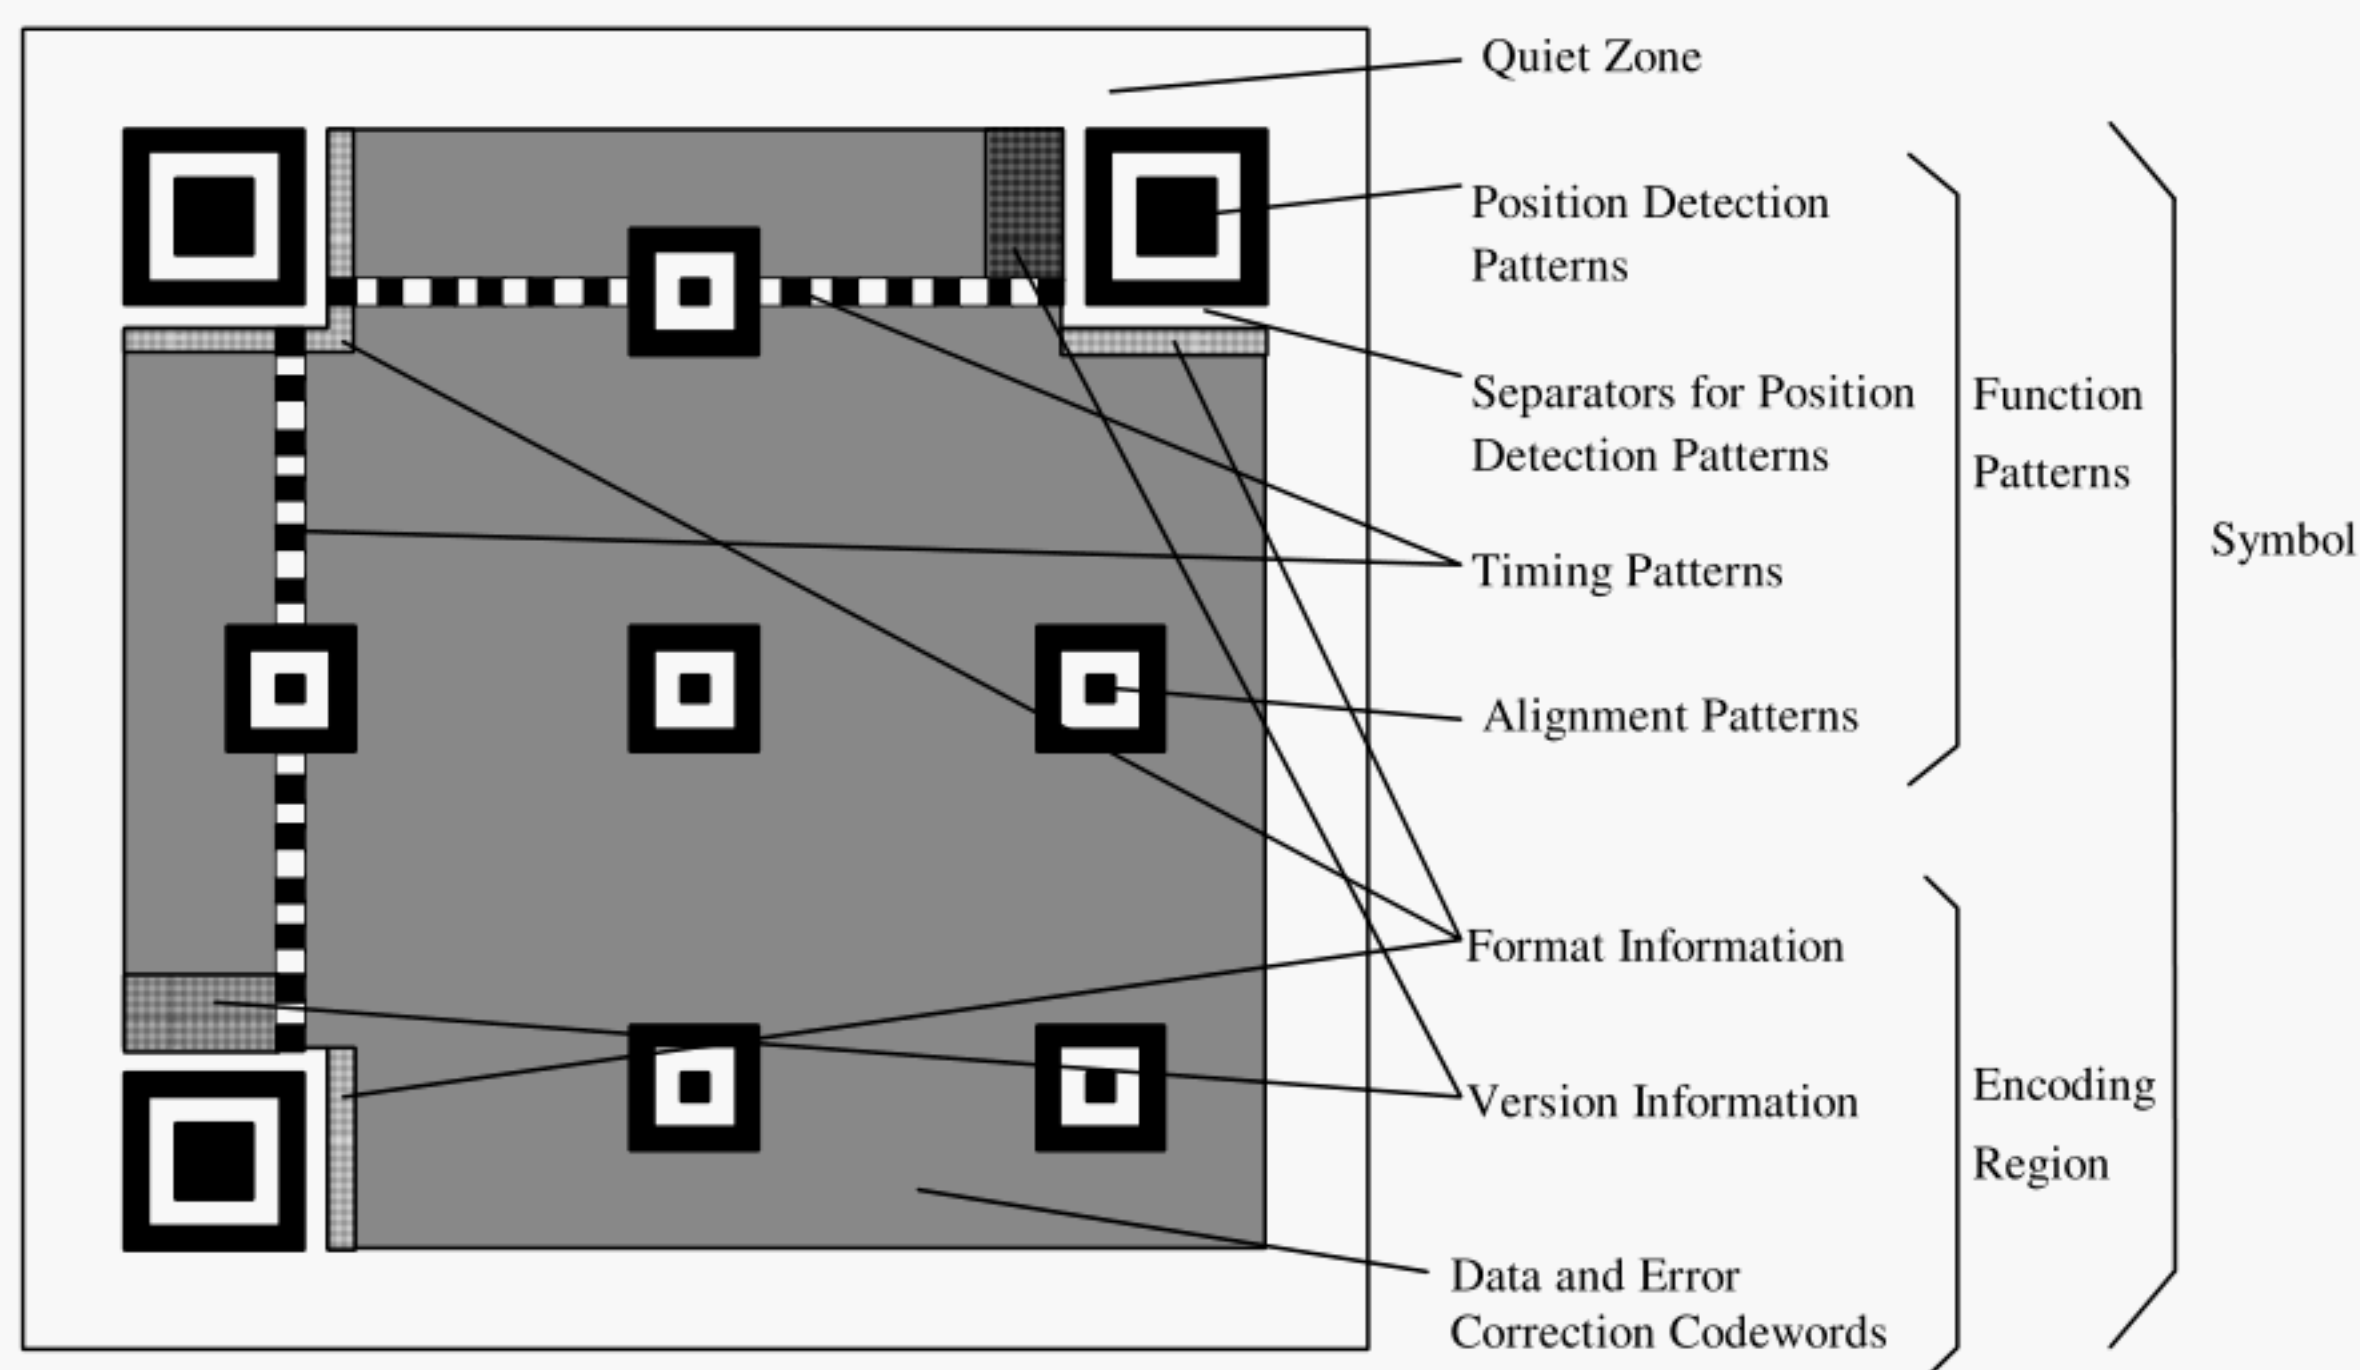 Quiet Zone
Position Detection
Patterns
Separators for Position
Detection Patterns
Function
Patterns
Symbol
Timing Patterns
Alignment Patterns
Format Information
Version Information
Encoding
Region
Data and Error
Correction Codewords